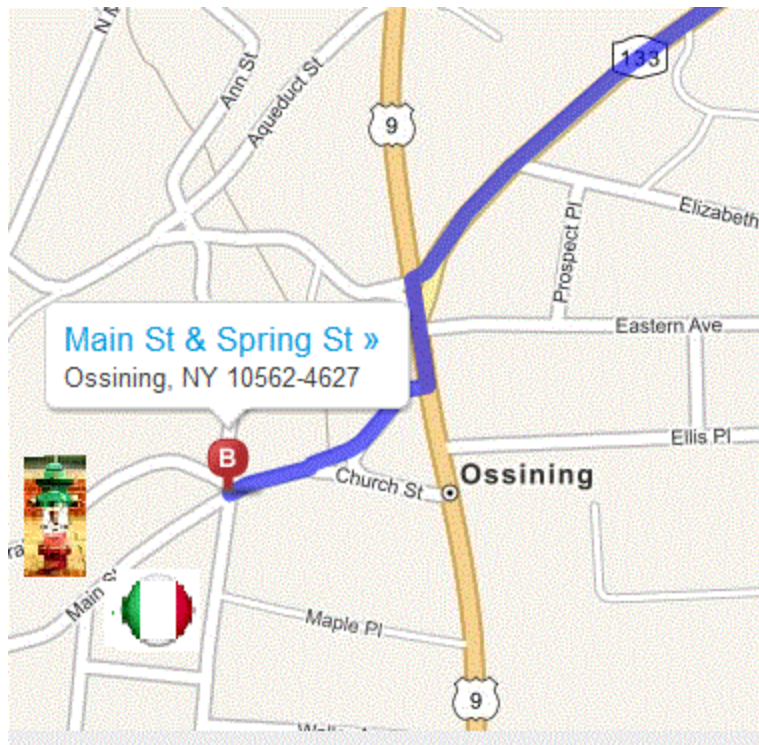 N M
Ann St
Aqueduct St
133
9
Elizabeth
Prospect Pl
Eastern Ave
Main St & Spring St »
Ossining, NY 10562-4627
Ellis Pl
B
Church St
Ossining
Main St
Maple Pl
9